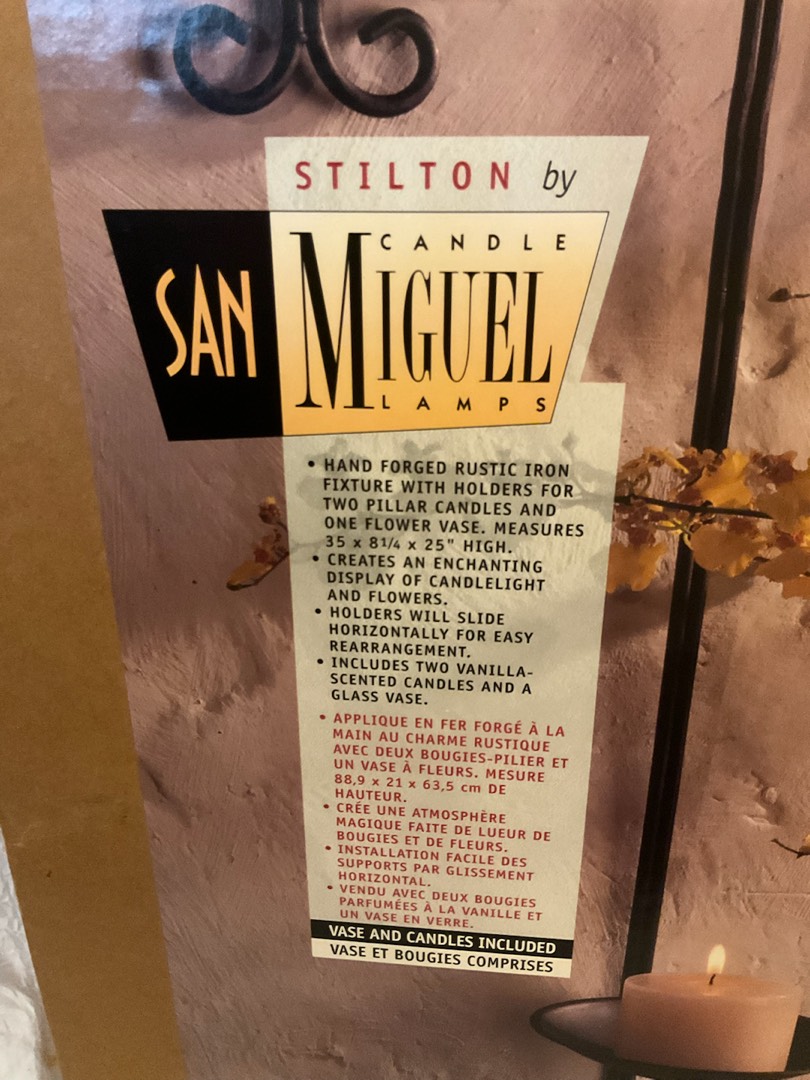 STILTON by
CANDLE
SAN MIGUEL
LAMPS
• HAND FORGED RUSTIC IRON
FIXTURE WITH HOLDERS FOR
TWO PILLAR CANDLES AND
ONE FLOWER VASE. MEASURES
35 x 8 1/4 x 25" HIGH.
• CREATES AN ENCHANTING
DISPLAY OF CANDLELIGHT
AND FLOWERS.
• HOLDERS WILL SLIDE
HORIZONTALLY FOR EASY
REARRANGEMENT.
• INCLUDES TWO VANILLA-
SCENTED CANDLES AND A
GLASS VASE.
• APPLIQUE EN FER FORGÉ À LA
MAIN AU CHARME RUSTIQUE
AVEC DEUX BOUGIES-PILIER ET
UN VASE À FLEURS. MESURE
88,9 x 21 x 63,5 cm DE
HAUTEUR.
• CRÉE UNE ATMOSPHÈRE
MAGIQUE FAITE DE LUEUR DE
BOUGIES ET DE FLEURS.
• INSTALLATION FACILE DES
SUPPORTS PAR GLISSEMENT
HORIZONTAL.
• VENDU AVEC DEUX BOUGIES
PARFUMÉES À LA VANILLE ET
UN VASE EN VERRE.
VASE AND CANDLES INCLUDED
VASE ET BOUGIES COMPRISES